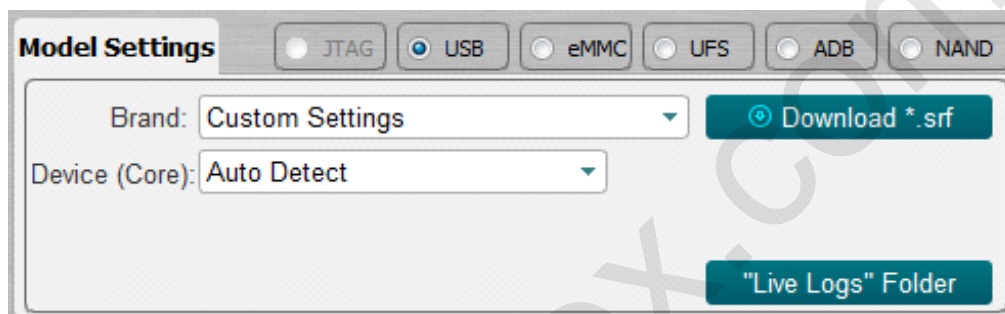 Model Settings JTAG USB eMMC UFS ADB NAND
Brand: Custom Settings Download *.srf
Device (Core): Auto Detect
"Live Logs" Folder